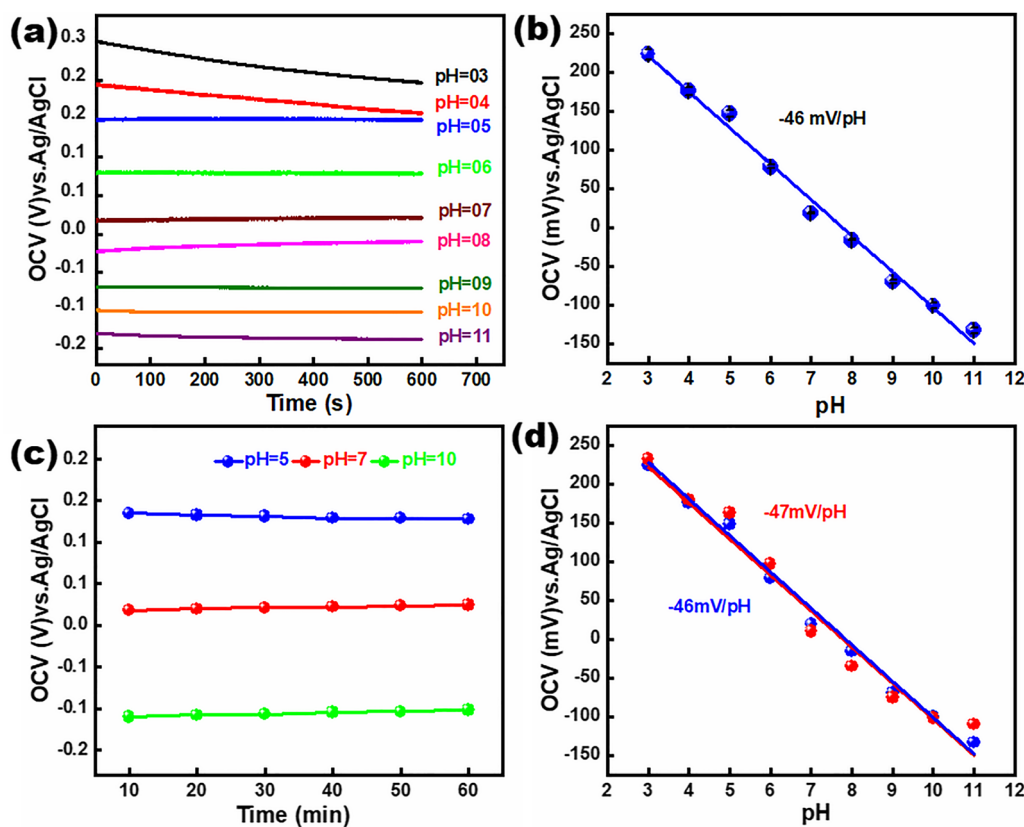 (a)
0.3
0.2
0.2
0.1
0.1
0.0
-0.1
-0.1
-0.2
OCV (V)vs.Ag/AgCl
pH=03
pH=04
pH=05
pH=06
pH=07
pH=08
pH=09
pH=10
pH=11
0 100 200 300 400 500 600 700
Time (s)
(b)
250
200
150
100
50
0
-50
-100
-150
OCV (mV)vs.Ag/AgCl
-46 mV/pH
2 3 4 5 6 7 8 9 10 11 12
pH
(c)
0.2
0.2
0.1
0.1
0.0
-0.1
-0.1
-0.2
OCV (V)vs.Ag/AgCl
pH=5 pH=7 pH=10
10 20 30 40 50 60
Time (min)
(d)
250
200
150
100
50
0
-50
-100
-150
OCV (mV)vs.Ag/AgCl
-47mV/pH
-46mV/pH
2 3 4 5 6 7 8 9 10 11 12
pH